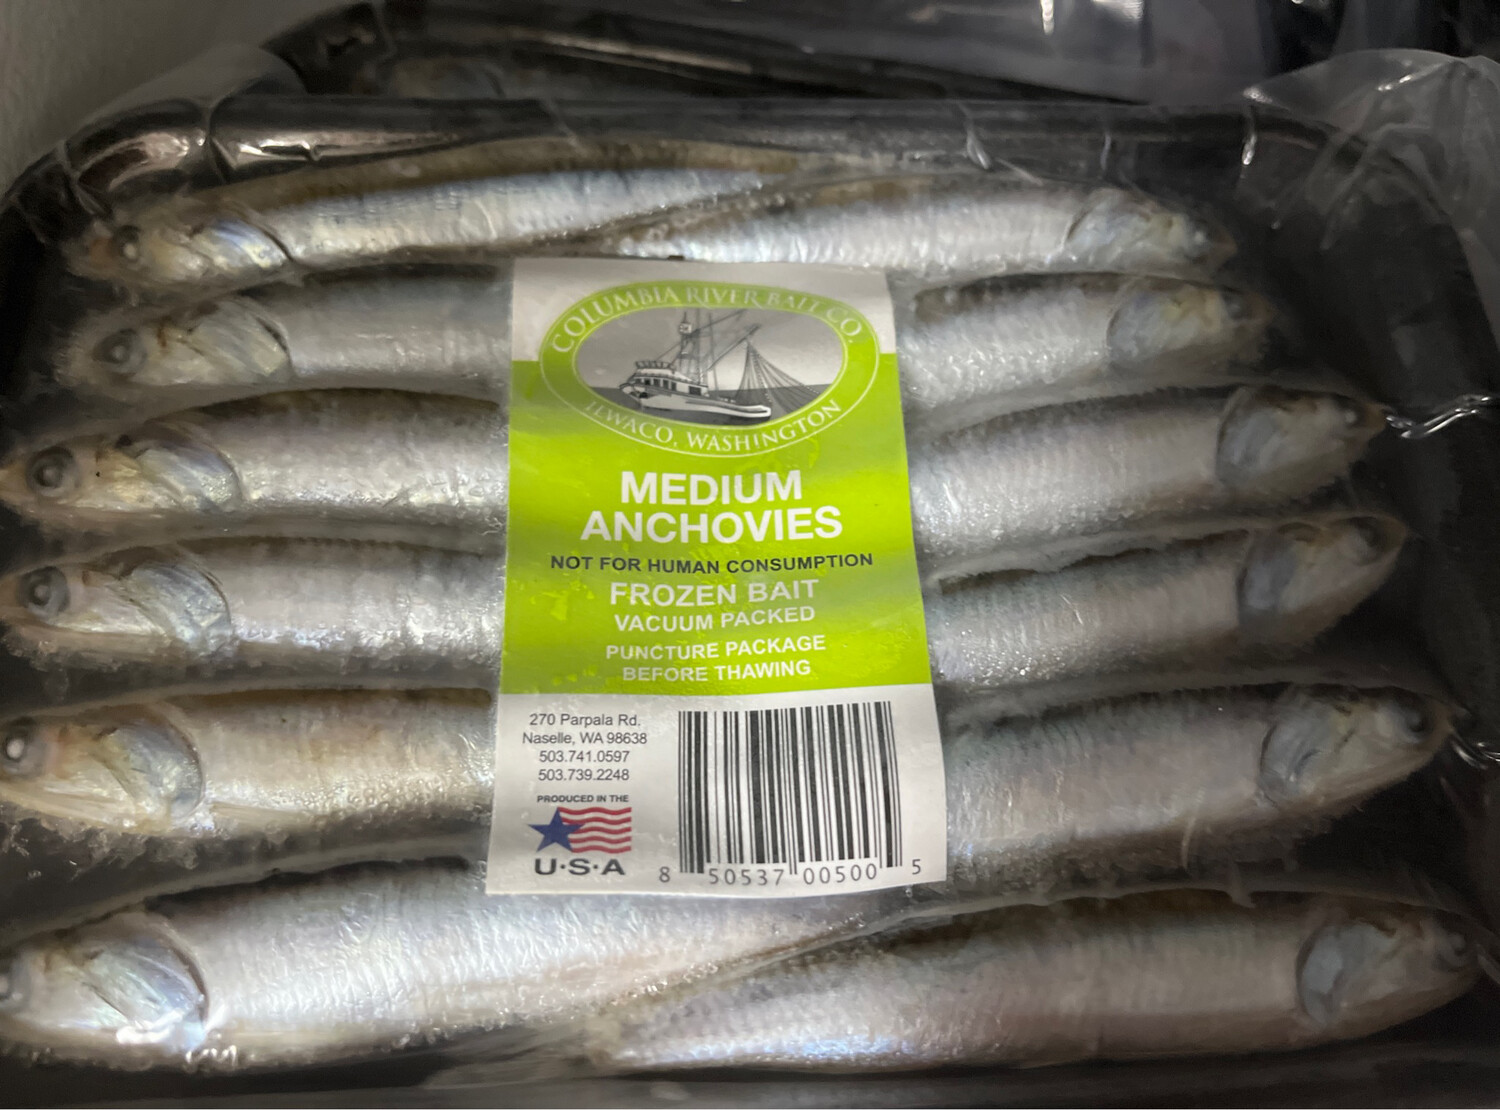 COLUMBIA RIVER BAIT CO.
ILWACO, WASHINGTON
MEDIUM
ANCHOVIES
NOT FOR HUMAN CONSUMPTION
FROZEN BAIT
VACUUM PACKED
PUNCTURE PACKAGE
BEFORE THAWING
270 Parpala Rd.
Naselle, WA 98638
503.741.0597
503.739.2248
PRODUCED IN THE
U·S·A
8 50537 00500 5